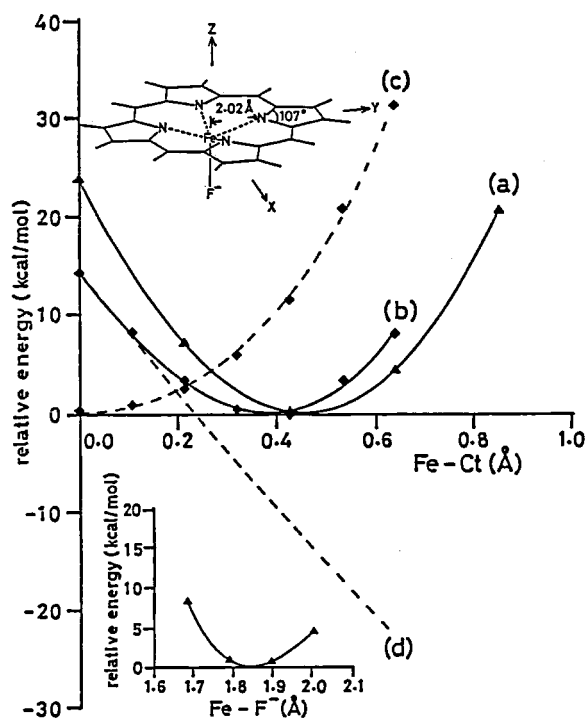 relative energy (kcal/mol)
40
30
20
10
0
-10
-20
-30
Z
N
2.02Å
N
N
107°
Y
Fe
N
F⁻
X
(c)
(a)
(b)
0.0 0.2 0.4 0.6 0.8 1.0
Fe-Ct (Å)
(d)
relative energy (kcal/mol)
20
15
10
5
0
1.6 1.7 1.8 1.9 2.0 2.1
Fe-F⁻(Å)